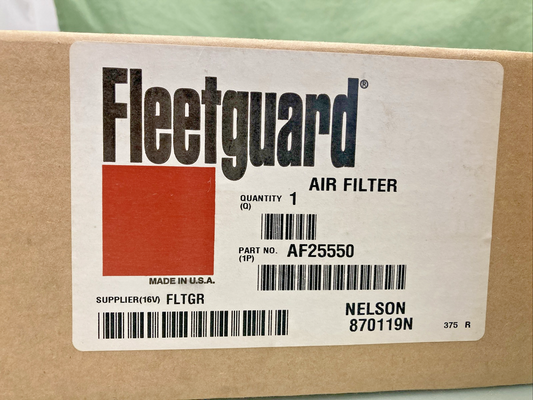 Fleetguard®
AIR FILTER
QUANTITY 1
(Q)
PART NO. AF25550
(1P)
MADE IN U.S.A.
SUPPLIER(16V) FLTGR
NELSON
870119N
375 R